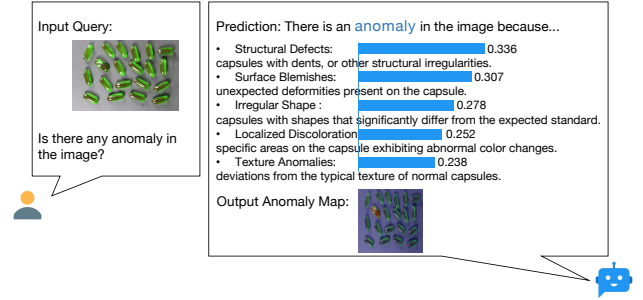 Input Query:
Is there any anomaly in
the image?
Prediction: There is an anomaly in the image because...
• Structural Defects: 0.336
capsules with dents, or other structural irregularities.
• Surface Blemishes: 0.307
unexpected deformities present on the capsule.
• Irregular Shape : 0.278
capsules with shapes that significantly differ from the expected standard.
• Localized Discoloration 0.252
specific areas on the capsule exhibiting abnormal color changes.
• Texture Anomalies: 0.238
deviations from the typical texture of normal capsules.
Output Anomaly Map: